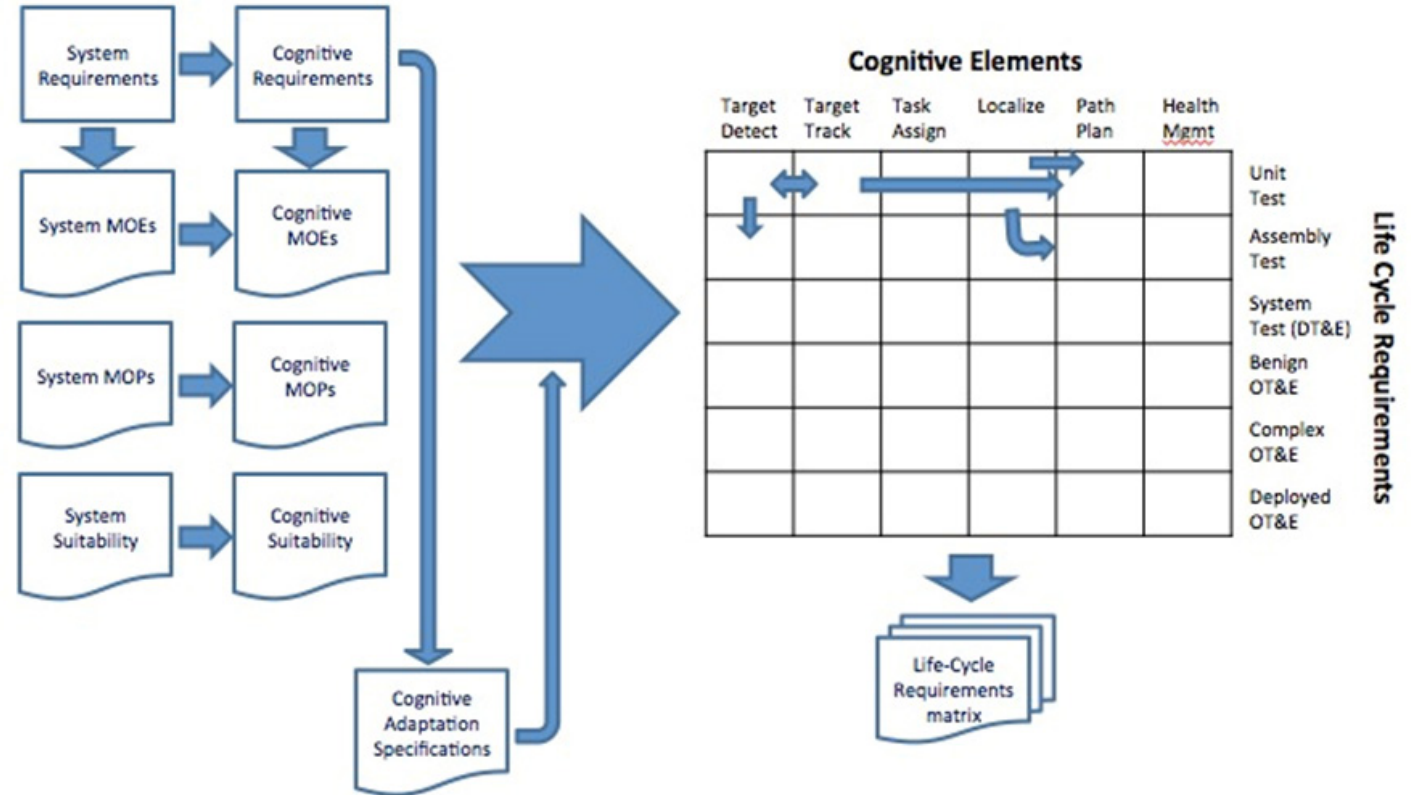 System
Requirements
Cognitive
Requirements
System MOEs
Cognitive
MOEs
System MOPs
Cognitive
MOPs
System
Suitability
Cognitive
Suitability
Cognitive
Adaptation
Specifications
Cognitive Elements
Target
Detect
Target
Track
Task
Assign
Localize
Path
Plan
Health
Mgmt
Unit
Test
Assembly
Test
System
Test (DT&E)
Benign
OT&E
Complex
OT&E
Deployed
OT&E
Life Cycle Requirements
Life-Cycle
Requirements
matrix